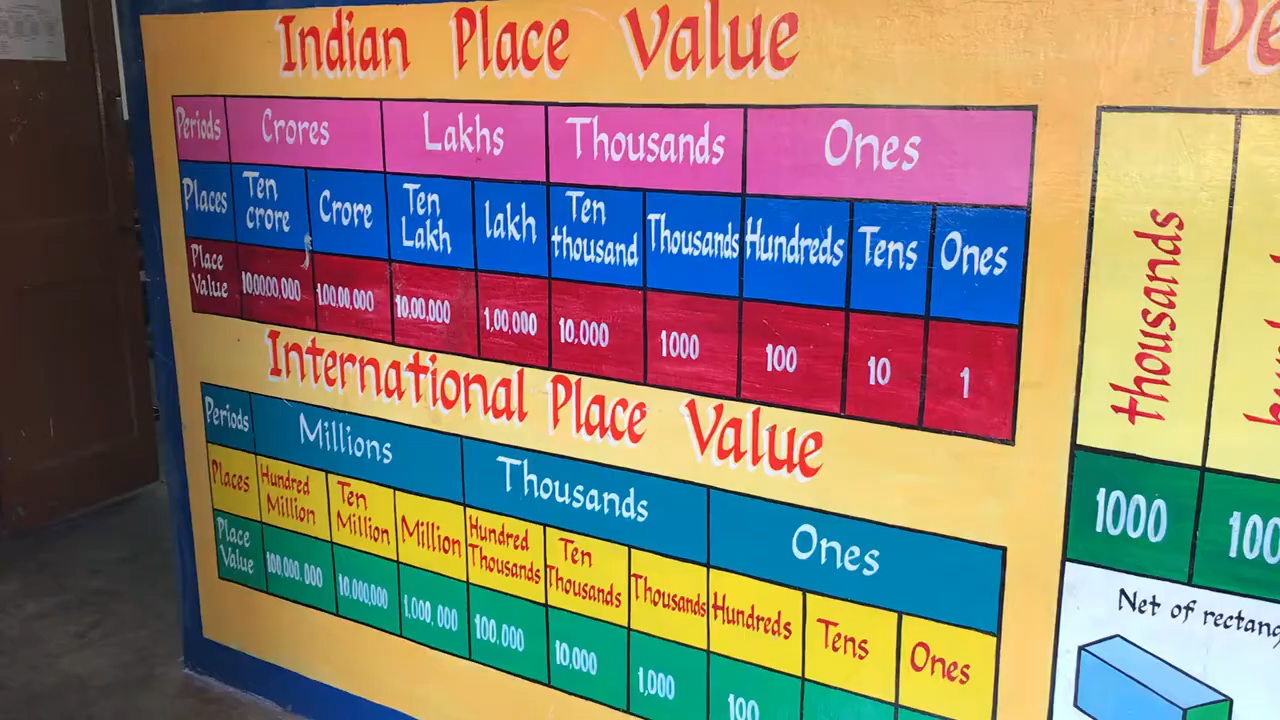 Indian Place Value
Periods Crores Lakhs Thousands Ones
Places Ten crore Crore Ten Lakh lakh Ten thousand Thousands Hundreds Tens Ones
Place Value 10,00,00,000 1,00,00,000 10,00,000 1,00,000 10,000 1000 100 10 1
International Place Value
Periods Millions Thousands Ones
Places Hundred Million Ten Million Million Hundred Thousands Ten Thousands Thousands Hundreds Tens Ones
Place Value 100,000,000 10,000,000 1,000,000 100,000 10,000 1,000 100
De
thousands
1000 100
Net of rectang